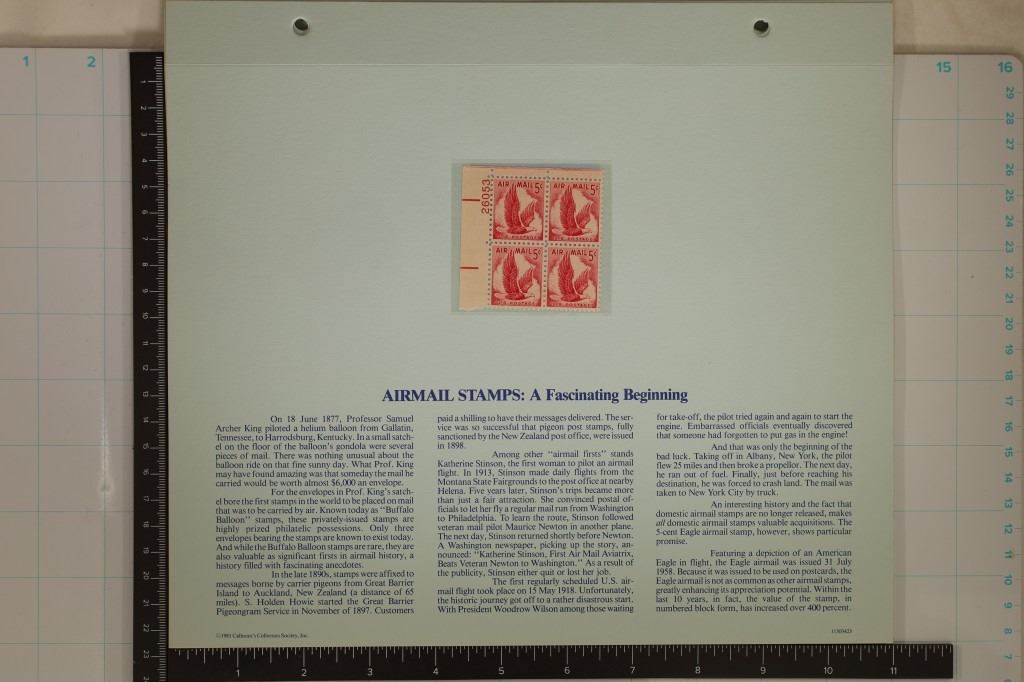 26053
AIR MAIL 5¢ AIR MAIL 5¢
U.S. POSTAGE U.S. POSTAGE
AIR MAIL 5¢ AIR MAIL 5¢
U.S. POSTAGE U.S. POSTAGE
AIRMAIL STAMPS: A Fascinating Beginning
On 18 June 1877, Professor Samuel
Archer King piloted a helium balloon from Gallatin,
Tennessee, to Harrodsburg, Kentucky. In a small satch-
el on the floor of the balloon's gondola were several
pieces of mail. There was nothing unusual about the
balloon ride on that fine sunny day. What Prof. King
may have found amazing was that someday the mail he
carried would be worth almost $6,000 an envelope.
For the envelopes in Prof. King's satch-
el bore the first stamps in the world to be placed on mail
that was to be carried by air. Known today as "Buffalo
Balloon" stamps, these privately-issued stamps are
highly prized philatelic possessions. Only three
envelopes bearing the stamps are known to exist today.
And while the Buffalo Balloon stamps are rare, they are
also valuable as significant firsts in airmail history, a
history filled with fascinating anecdotes.
In the late 1890s, stamps were affixed to
messages borne by carrier pigeons from Great Barrier
Island to Auckland, New Zealand (a distance of 65
miles). S. Holden Howie started the Great Barrier
Pigeongram Service in November of 1897. Customers
paid a shilling to have their messages delivered. The ser-
vice was so successful that pigeon post stamps, fully
sanctioned by the New Zealand post office, were issued
in 1898.
Among other "airmail firsts" stands
Katherine Stinson, the first woman to pilot an airmail
flight. In 1913, Stinson made daily flights from the
Montana State Fairgrounds to the post office at nearby
Helena. Five years later, Stinson's trips became more
than just a fair attraction. She convinced postal of-
ficials to let her fly a regular mail run from Washington
to Philadelphia. To learn the route, Stinson followed
veteran mail pilot Maurice Newton in another plane.
The next day, Stinson returned shortly before Newton.
A Washington newspaper, picking up the story, an-
nounced: "Katherine Stinson, First Air Mail Aviatrix,
Beats Veteran Newton to Washington." As a result of
the publicity, Stinson either quit or lost her job.
The first regularly scheduled U.S. air-
mail flight took place on 15 May 1918. Unfortunately,
the historic journey got off to a rather disastrous start.
With President Woodrow Wilson among those waiting
for take-off, the pilot tried again and again to start the
engine. Embarrassed officials eventually discovered
that someone had forgotten to put gas in the engine!
And that was only the beginning of the
bad luck. Taking off in Albany, New York, the pilot
flew 25 miles and then broke a propellor. The next day,
he ran out of fuel. Finally, just before reaching his
destination, he was forced to crash land. The mail was
taken to New York City by truck.
An interesting history and the fact that
domestic airmail stamps are no longer released, makes
all domestic airmail stamps valuable acquisitions. The
5-cent Eagle airmail stamp, however, shows particular
promise.
Featuring a depiction of an American
Eagle in flight, the Eagle airmail was issued 31 July
1958. Because it was issued to be used on postcards, the
Eagle airmail is not as common as other airmail stamps,
greatly enhancing its appreciation potential. Within the
last 10 years, in fact, the value of the stamp, in
numbered block form, has increased over 400 percent.
©1981 Calhoun's Collectors Society, Inc.